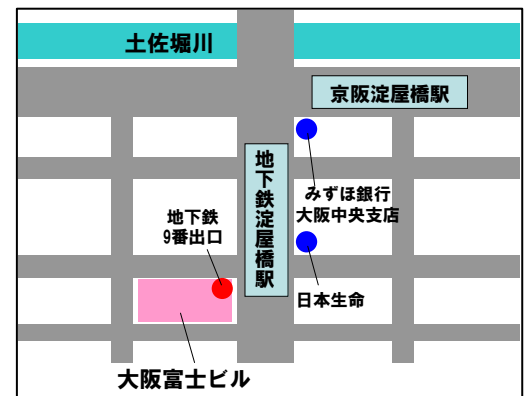 土佐堀川
京阪淀屋橋駅
地下鉄淀屋橋駅
みずほ銀行
大阪中央支店
地下鉄
9番出口
日本生命
大阪富士ビル